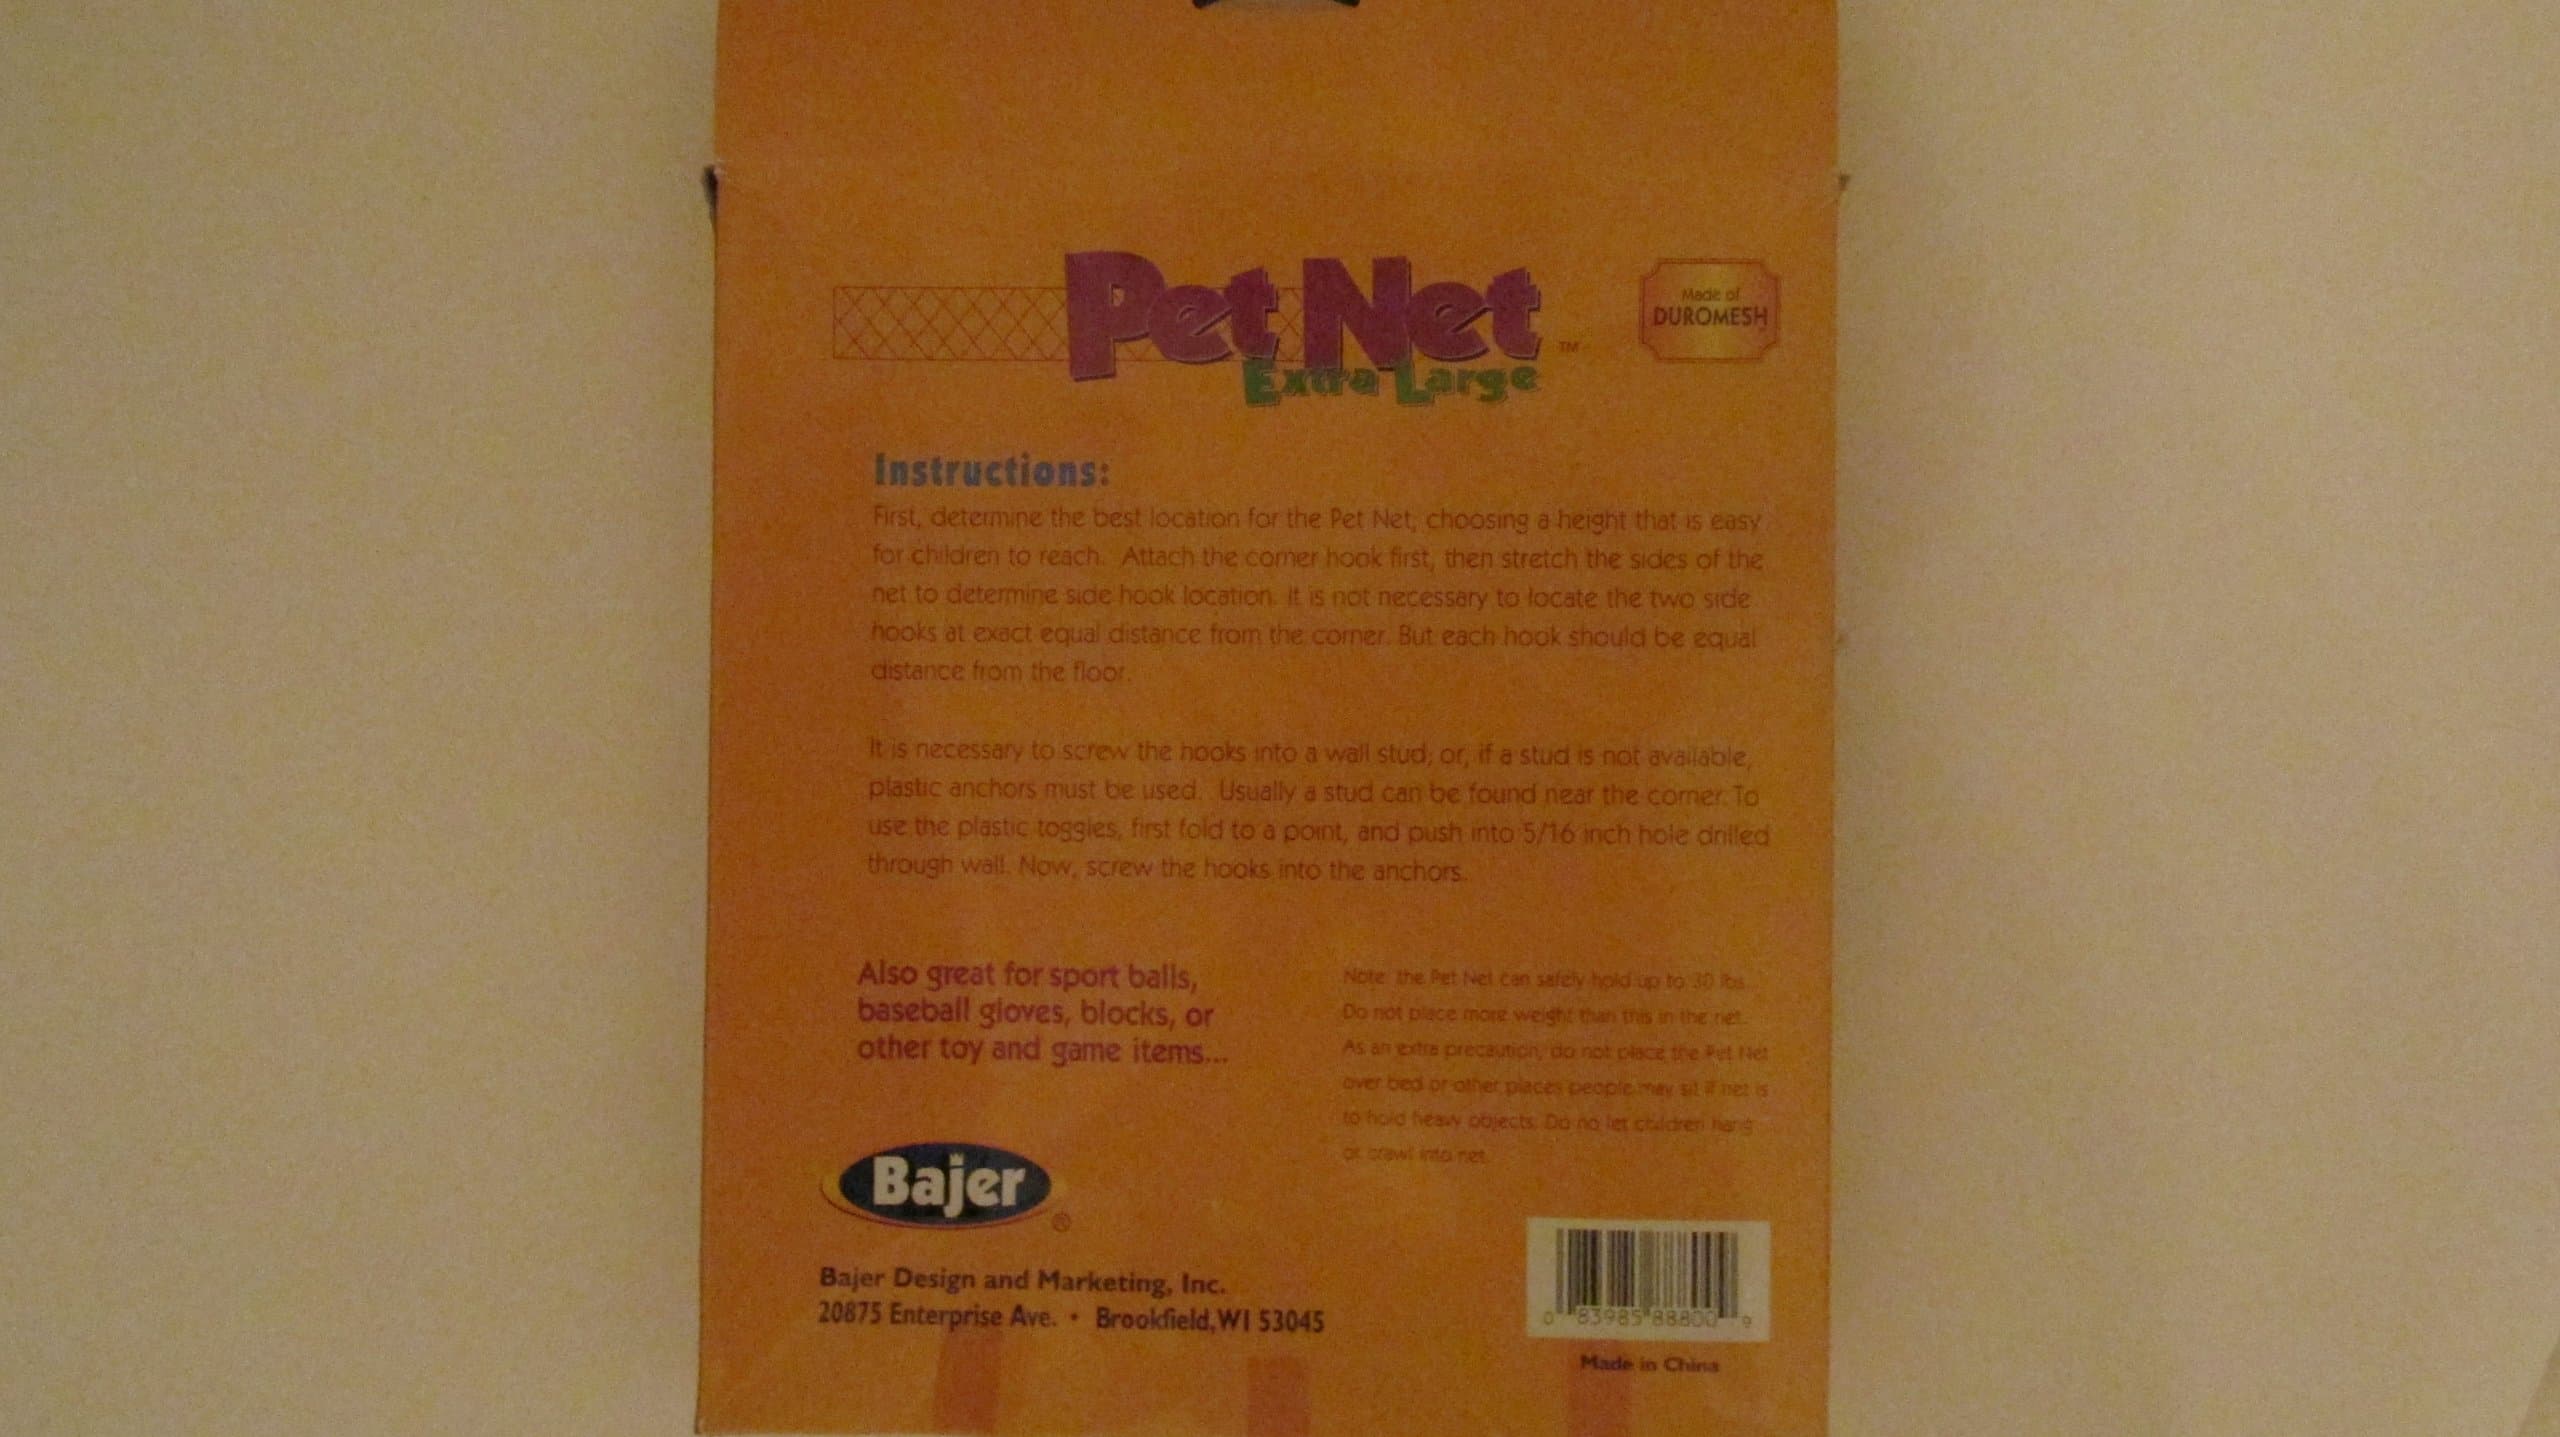 Pet Net™
Extra Large
Made of
DUROMESH
Instructions:
First, determine the best location for the Pet Net, choosing a height that is easy
for children to reach. Attach the corner hook first, then stretch the sides of the
net to determine side hook location. It is not necessary to locate the two side
hooks at exact equal distance from the corner. But each hook should be equal
distance from the floor.
It is necessary to screw the hooks into a wall stud; or, if a stud is not available,
plastic anchors must be used. Usually a stud can be found near the corner. To
use the plastic toggles, first fold to a point, and push into 5/16 inch hole drilled
through wall. Now, screw the hooks into the anchors.
Also great for sport balls,
baseball gloves, blocks, or
other toy and game items...
Note: the Pet Net can safely hold up to 30 lbs.
Do not place more weight than this in the net.
As an extra precaution, do not place the Pet Net
over bed or other places people may sit if net is
to hold heavy objects. Do no let children hang
or crawl into net.
Bajer®
Bajer Design and Marketing, Inc.
20875 Enterprise Ave. • Brookfield, WI 53045
0 83985 88800 9
Made in China